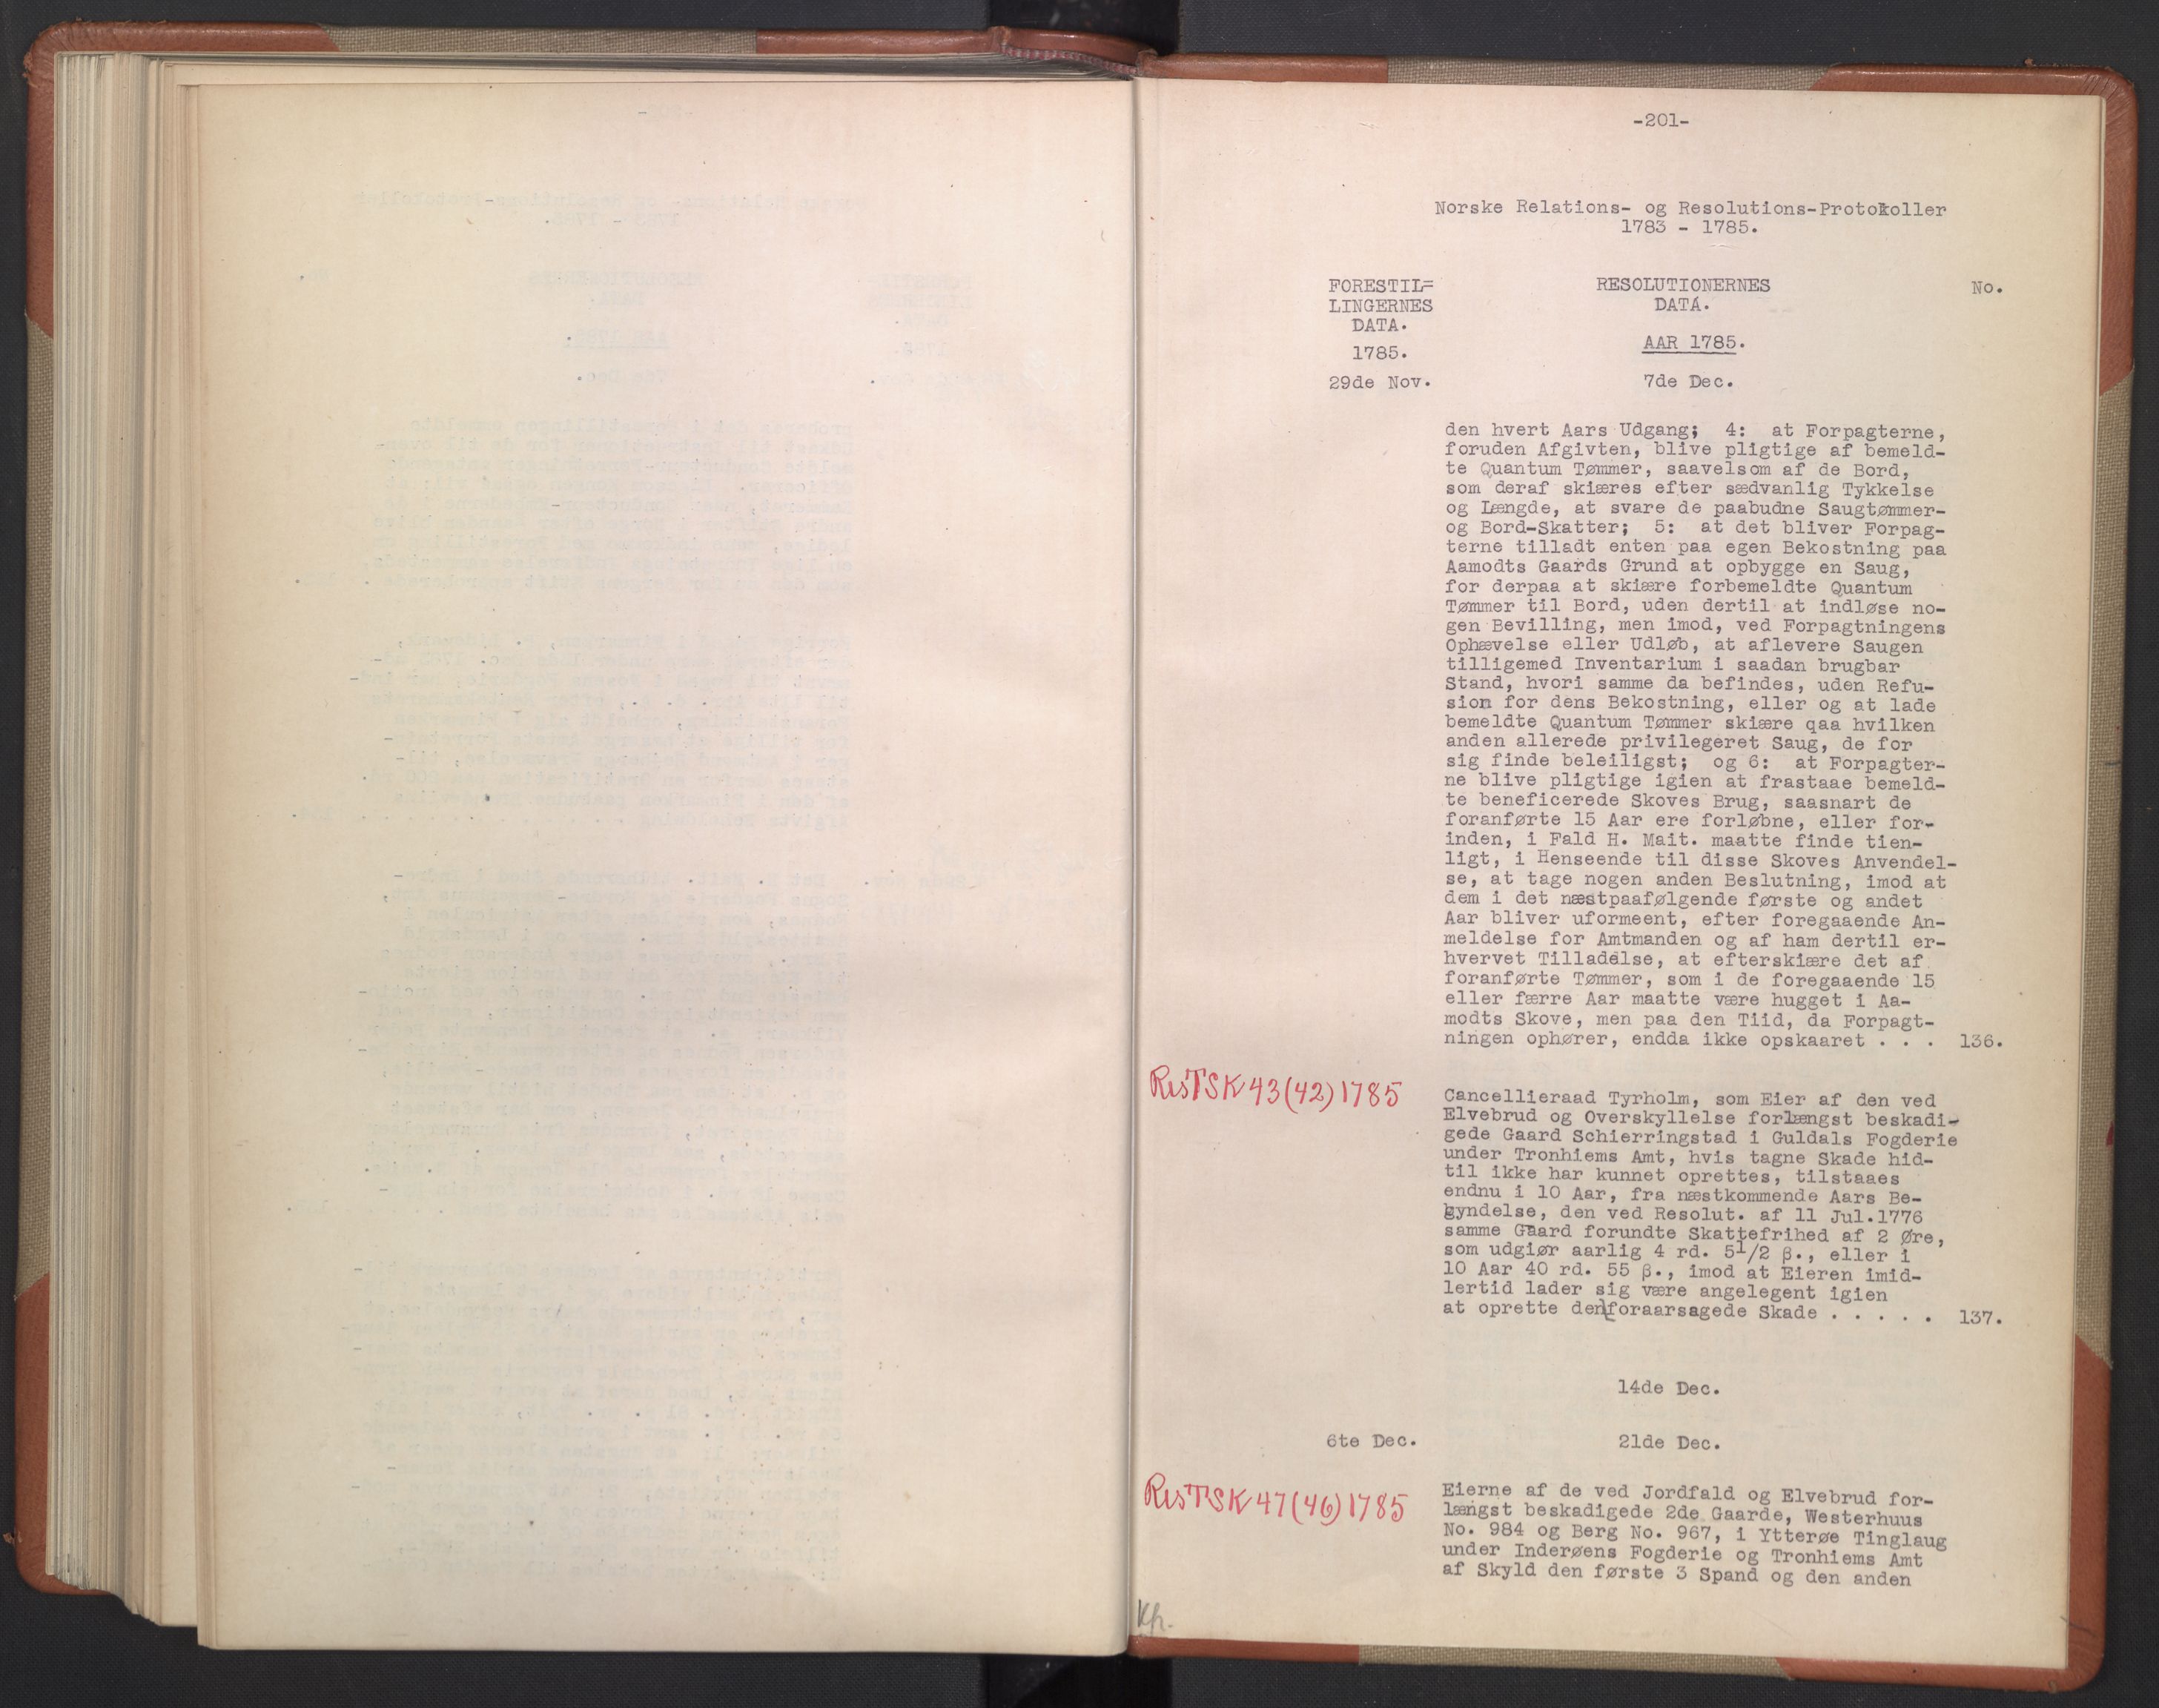 -201-
Norske Relations- og Resolutions-Protokoller
1783 - 1785.
FORESTIL=
LINGERNES
DATA.
1785.
29de Nov.
RESOLUTIONERNES
DATA.
AAR 1785.
7de Dec.
No.
den hvert Aars Udgang; 4: at Forpagterne,
foruden Afgivten, blive pligtige af bemeld-
te Quantum Tømmer, saavelsom af de Bord,
som deraf skiæres efter sædvanlig Tykkelse
og Længde, at svare de paabudne Saugtømmer-
og Bord-Skatter; 5: at det bliver Forpag-
terne tilladt enten paa egen Bekostning paa
Aamodts Gaards Grund at opbygge en Saug,
for derpaa at skiære forbemeldte Quantum
Tømmer til Bord, uden dertil at indløse no-
gen Bevilling, men imod, ved Forpagtningens
Ophævelse eller Udløb, at aflevere Saugen
tilligemed Inventarium i saadan brugbar
Stand, hvori samme da befindes, uden Refu-
sion for dens Bekostning, eller og at lade
bemeldte Quantum Tømmer skiære qaa hvilken
anden allerede privilegeret Saug, de for
sig finde beleiligst; og 6: at Forpagter-
ne blive pligtige igien at frastaae bemeld-
te beneficerede Skoves Brug, saasnart de
foranførte 15 Aar ere forløbne, eller for-
inden, i Fald H. Mait. maatte finde tien-
ligt, i Henseende til disse Skoves Anvendel-
se, at tage nogen anden Beslutning, imod at
dem i det næstpaafølgende første og andet
Aar bliver uformeent, efter foregaaende An-
meldelse for Amtmanden og af ham dertil er-
hvervet Tilladelse, at efterskiære det af
foranførte Tømmer, som i de foregaaende 15
eller færre Aar maatte være hugget i Aa-
modts Skove, men paa den Tiid, da Forpagt-
ningen ophører, endda ikke opskaaret . . . 136.
ResTSK 43(42) 1785
Cancellieraad Tyrholm, som Eier af den ved
Elvebrud og Overskyllelse forlængst beskadi-
gede Gaard Schierringstad i Guldals Fogderie
under Tronhiems Amt, hvis tagne Skade hid-
til ikke har kunnet oprettes, tilstaaes
endnu i 10 Aar, fra næstkommende Aars Be-
gyndelse, den ved Resolut. af 11 Jul.1776
samme Gaard forundte Skattefrihed af 2 Øre,
som udgiør aarlig 4 rd. 5 1/2 β., eller i
10 Aar 40 rd. 55 β., imod at Eieren imid-
lertid lader sig være angelegent igien
at oprette den foraarsagede Skade . . . . . 137.
14de Dec.
6te Dec.
21de Dec.
ResTSK 47(46) 1785
Eierne af de ved Jordfald og Elvebrud for-
længst beskadigede 2de Gaarde, Westerhuus
No. 984 og Berg No. 967, i Ytterøe Tinglaug
under Inderøens Fogderie og Tronhiems Amt
af Skyld den første 3 Spand og den anden